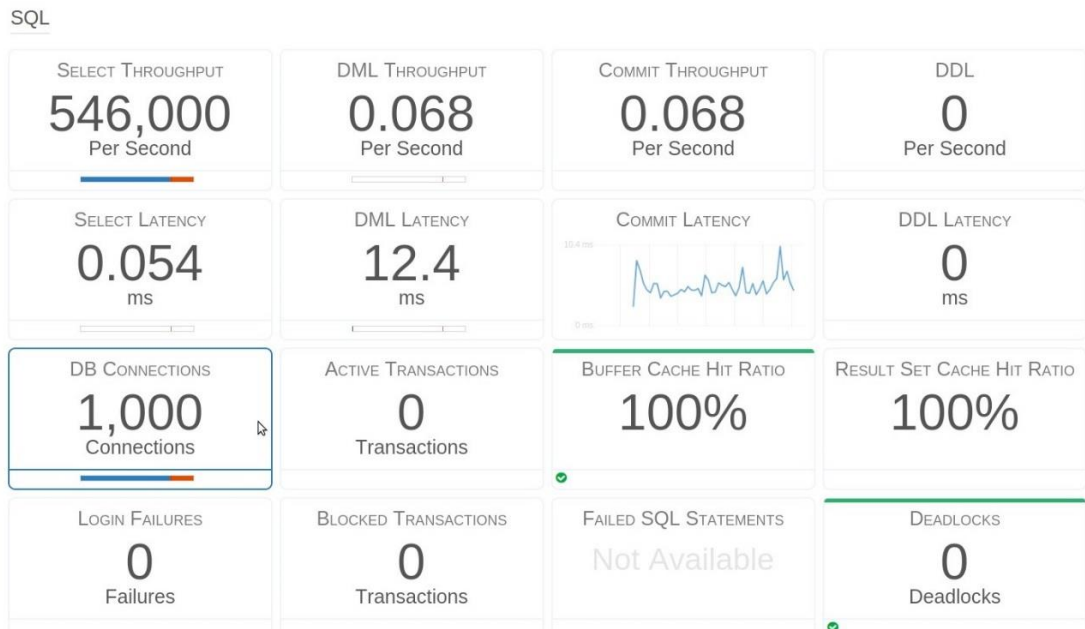 SQL
Select Throughput
546,000
Per Second
DML Throughput
0.068
Per Second
Commit Throughput
0.068
Per Second
DDL
0
Per Second
Select Latency
0.054
ms
DML Latency
12.4
ms
Commit Latency
10.4 ms
0 ms
DDL Latency
0
ms
DB Connections
1,000
Connections
Active Transactions
0
Transactions
Buffer Cache Hit Ratio
100%
Result Set Cache Hit Ratio
100%
Login Failures
0
Failures
Blocked Transactions
0
Transactions
Failed SQL Statements
Not Available
Deadlocks
0
Deadlocks